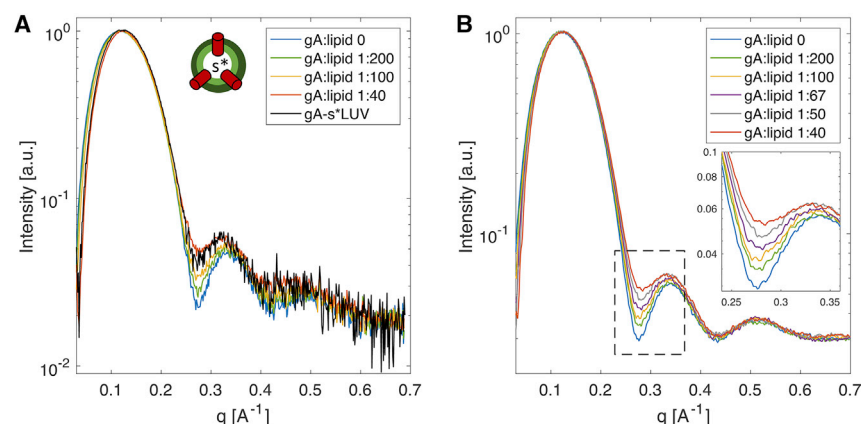 A
Intensity [a.u.]
10⁰
10⁻¹
10⁻²
s*
gA:lipid 0
gA:lipid 1:200
gA:lipid 1:100
gA:lipid 1:40
gA-s*LUV
0.1 0.2 0.3 0.4 0.5 0.6 0.7
q [A⁻¹]
B
Intensity [a.u.]
10⁰
10⁻¹
gA:lipid 0
gA:lipid 1:200
gA:lipid 1:100
gA:lipid 1:67
gA:lipid 1:50
gA:lipid 1:40
0.1
0.06
0.04
0.25 0.3 0.35
0.1 0.2 0.3 0.4 0.5 0.6 0.7
q [A⁻¹]